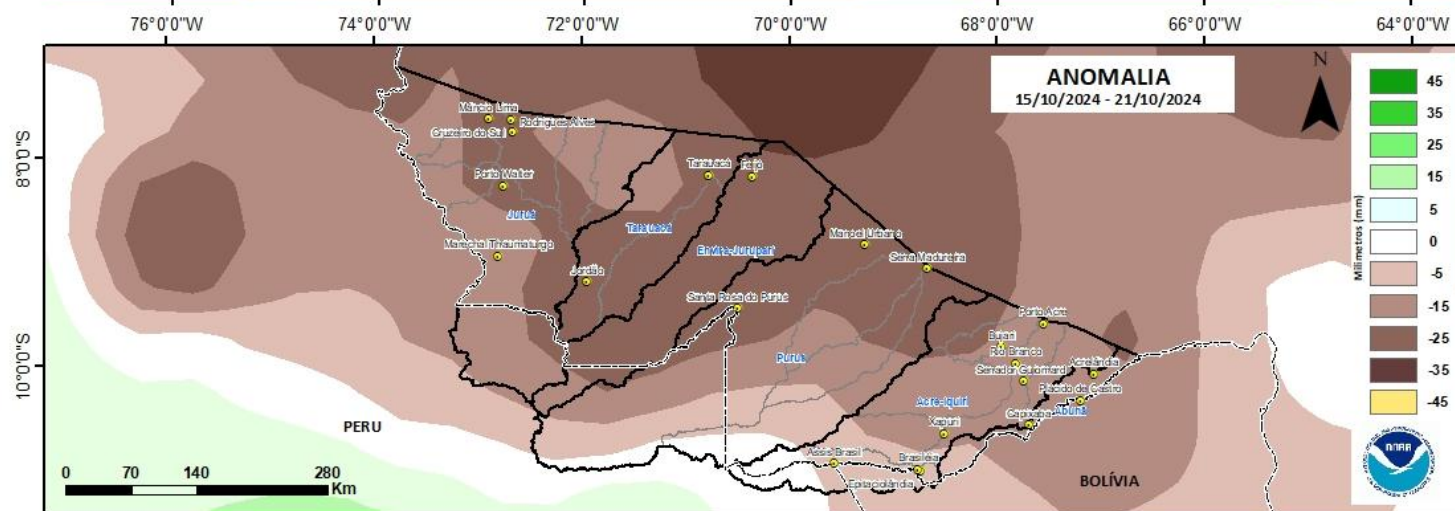 76°0'0"W 74°0'0"W 72°0'0"W 70°0'0"W 68°0'0"W 66°0'0"W 64°0'0"W
ANOMALIA
15/10/2024 - 21/10/2024
N
8°0'0"S
10°0'0"S
Mâncio Lima
Rodrigues Alves
Cruzeiro do Sul
Porto Walter
Juruá
Marechal Thaumaturgo
Tarauacá
Feijó
Tarauacá
Envira-Jurupari
Jordão
Manoel Urbano
Sena Madureira
Santa Rosa do Purus
Purus
Porto Acre
Bujari
Rio Branco
Senador Guiomard
Acrelândia
Plácido de Castro
Acre-Iquiri
Abunã
Capixaba
Xapuri
Assis Brasil
Brasiléia
Epitaciolândia
PERU
BOLÍVIA
0 70 140 280
Km
Milímetros (mm)
45
35
25
15
5
0
-5
-15
-25
-35
-45
NOAA